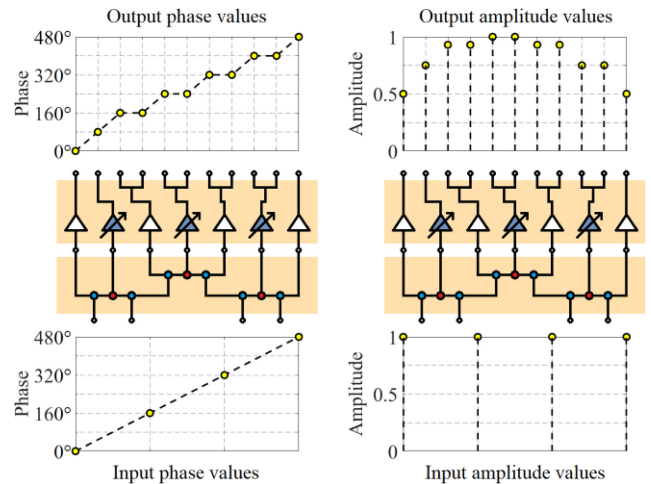 Output phase values
Output amplitude values
480°
320°
160°
0°
Phase
1
0.5
0
Amplitude
480°
320°
160°
0°
Phase
1
0.5
0
Amplitude
Input phase values
Input amplitude values